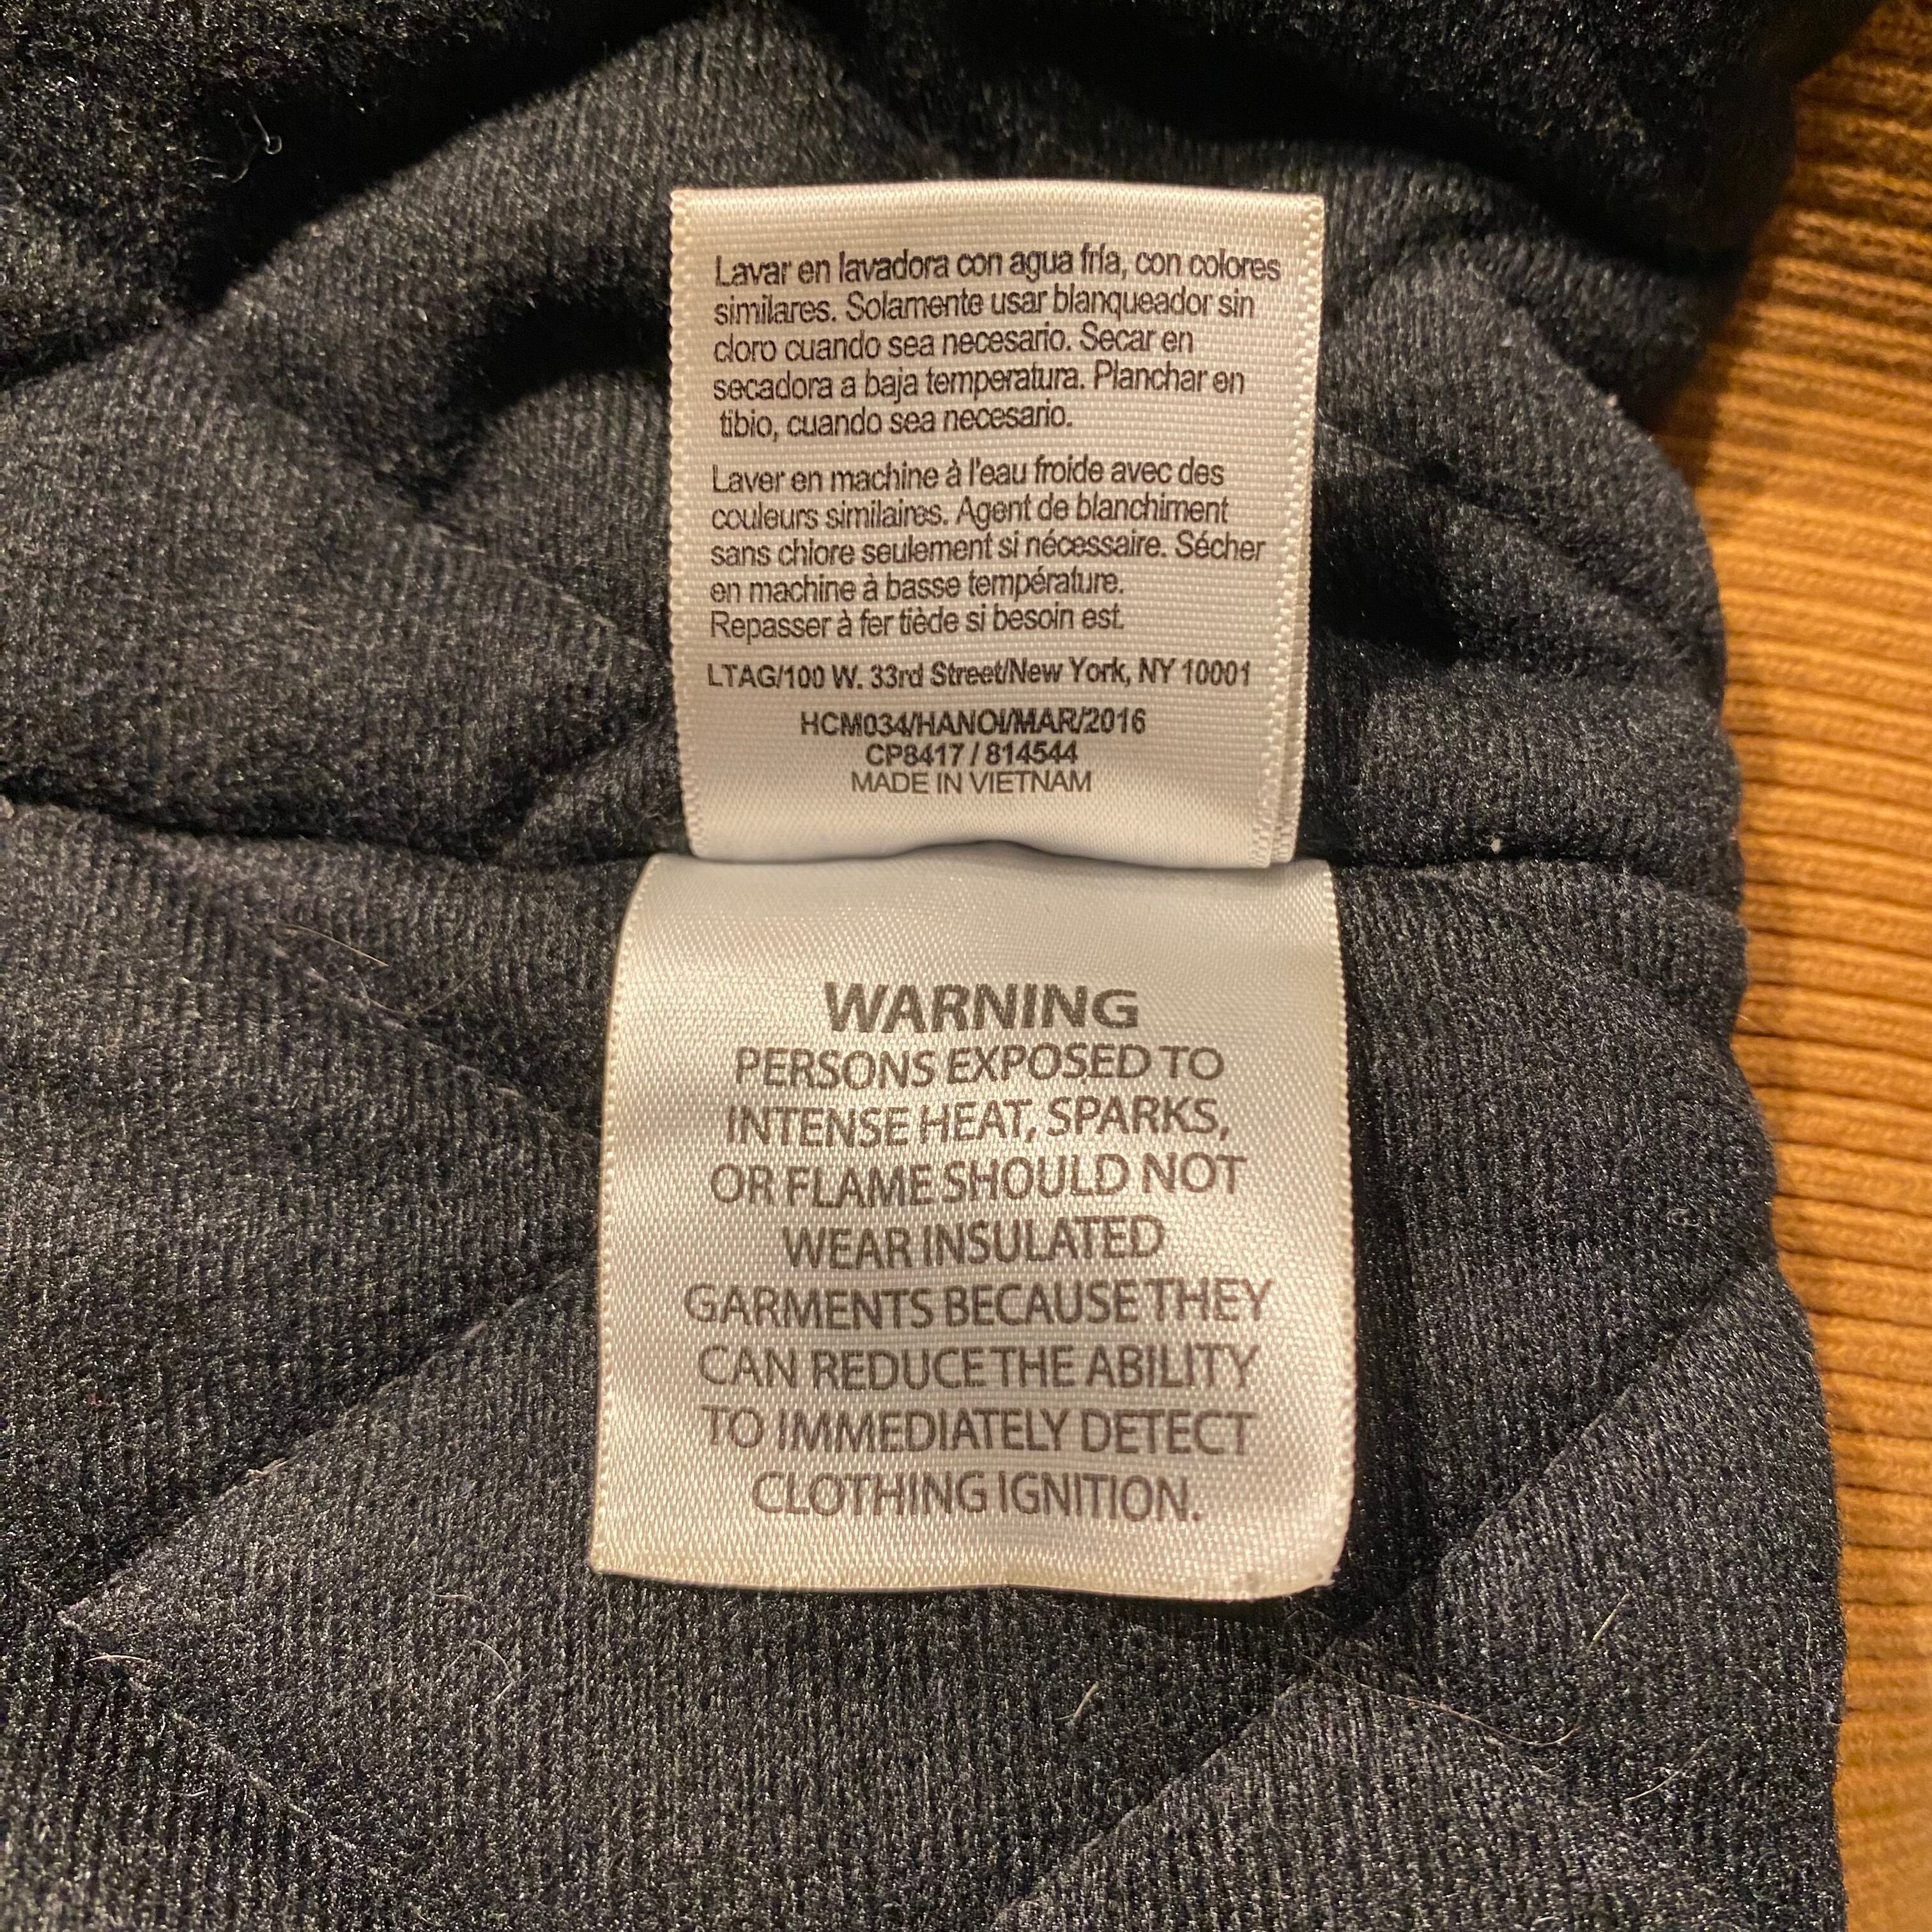 Lavar en lavadora con agua fría, con colores
similares. Solamente usar blanqueador sin
cloro cuando sea necesario. Secar en
secadora a baja temperatura. Planchar en
tibio, cuando sea necesario.
Laver en machine à l'eau froide avec des
couleurs similaires. Agent de blanchiment
sans chlore seulement si nécessaire. Sécher
en machine à basse température.
Repasser à fer tiède si besoin est.
LTAG/100 W. 33rd Street/New York, NY 10001
HCM034/HANOI/MAR/2016
CP8417 / 814544
MADE IN VIETNAM
WARNING
PERSONS EXPOSED TO
INTENSE HEAT, SPARKS,
OR FLAME SHOULD NOT
WEAR INSULATED
GARMENTS BECAUSE THEY
CAN REDUCE THE ABILITY
TO IMMEDIATELY DETECT
CLOTHING IGNITION.